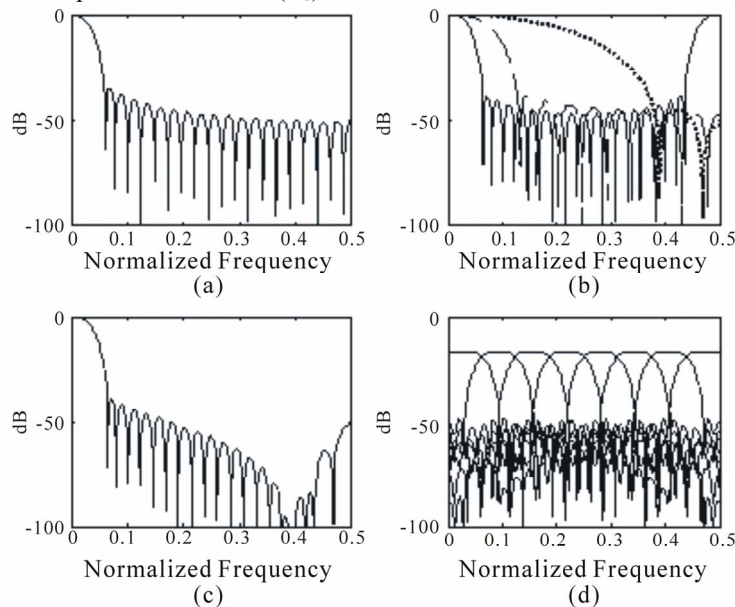 0 0
dB -50 dB -50
-100 -100
0 0.1 0.2 0.3 0.4 0.5 0 0.1 0.2 0.3 0.4 0.5
Normalized Frequency Normalized Frequency
(a) (b)
0 0
dB -50 dB -50
-100 -100
0 0.1 0.2 0.3 0.4 0.5 0 0.1 0.2 0.3 0.4 0.5
Normalized Frequency Normalized Frequency
(c) (d)